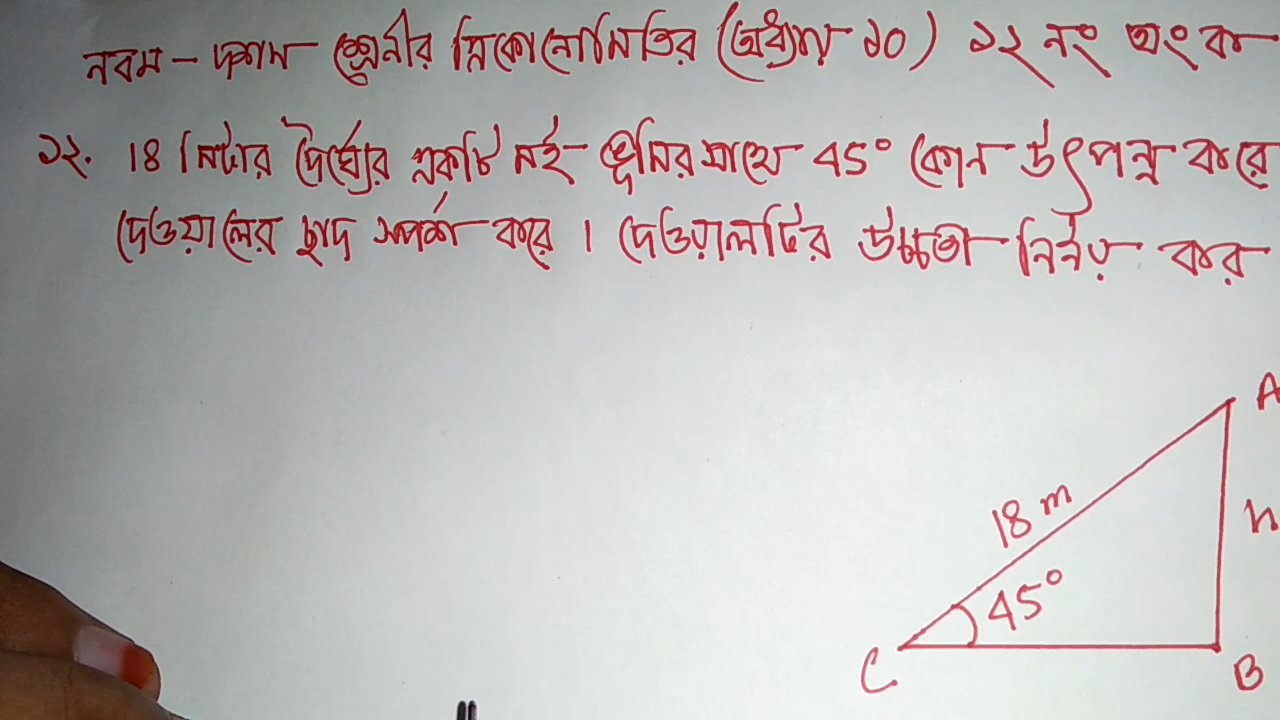 নবম - দশম শ্রেনীর ত্রিকোনোমিতির (অধ্যায় ১০) ১২ নং অংক
১২. 18 মিটার দৈর্ঘ্যের একটি মই ভূমির সাথে 45° কোন উৎপন্ন করে
দেওয়ালের ছাদ স্পর্শ করে । দেওয়ালটির উচ্চতা নির্নয় কর
A
18 m
h
45°
C
B